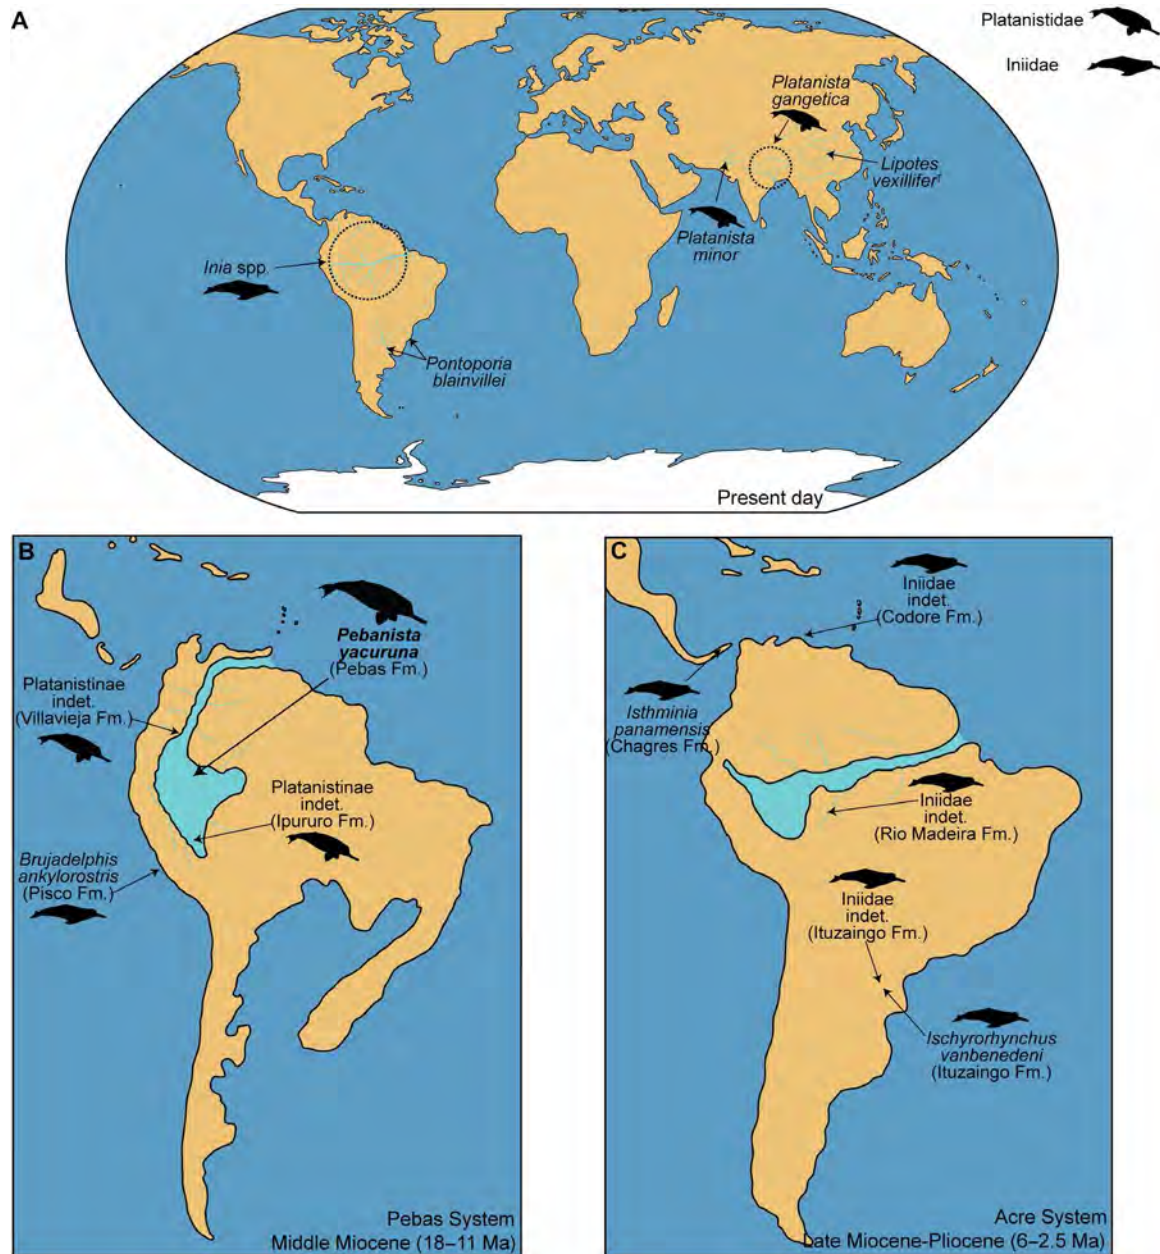 A
Platanistidae
Iniidae
Platanista
gangetica
Lipotes
vexillifer†
Platanista
minor
Inia spp.
Pontoporia
blainvillei
Present day
B
Pebanista
yacuruna
(Pebas Fm.)
Platanistinae
indet.
(Villavieja Fm.)
Platanistinae
indet.
(Ipururo Fm.)
Brujadelphis
ankylorostris
(Pisco Fm.)
Pebas System
Middle Miocene (18–11 Ma)
C
Iniidae
indet.
(Codore Fm.)
Isthminia
panamensis
(Chagres Fm.)
Iniidae
indet.
(Rio Madeira Fm.)
Iniidae
indet.
(Ituzaingo Fm.)
Ischyrorhynchus
vanbenedeni
(Ituzaingo Fm.)
Acre System
Late Miocene-Pliocene (6–2.5 Ma)